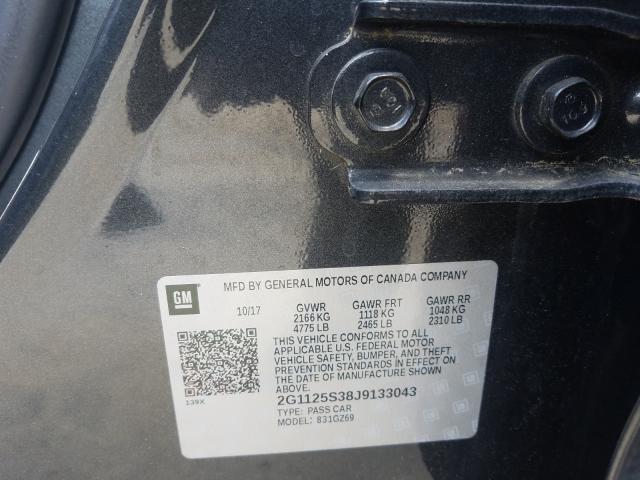 GM
MFD BY GENERAL MOTORS OF CANADA COMPANY
10/17 GVWR GAWR FRT GAWR RR
2166 KG 1118 KG 1048 KG
4775 LB 2465 LB 2310 LB
THIS VEHICLE CONFORMS TO ALL
APPLICABLE U.S. FEDERAL MOTOR
VEHICLE SAFETY, BUMPER, AND THEFT
PREVENTION STANDARDS IN EFFECT ON
THE DATE OF MANUFACTURE SHOWN ABOVE.
2G1125S38J9133043
139X
TYPE: PASS CAR
MODEL: 831GZ69